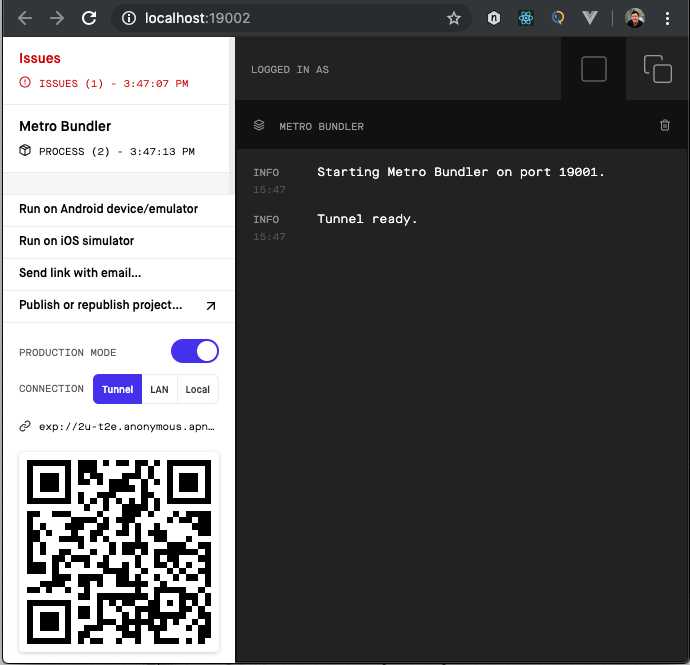 localhost:19002
Issues
ISSUES (1) - 3:47:07 PM
Metro Bundler
PROCESS (2) - 3:47:13 PM
Run on Android device/emulator
Run on iOS simulator
Send link with email...
Publish or republish project...
PRODUCTION MODE
CONNECTION Tunnel LAN Local
exp://2u-t2e.anonymous.apn…
LOGGED IN AS
METRO BUNDLER
INFO Starting Metro Bundler on port 19001.
15:47
INFO Tunnel ready.
15:47